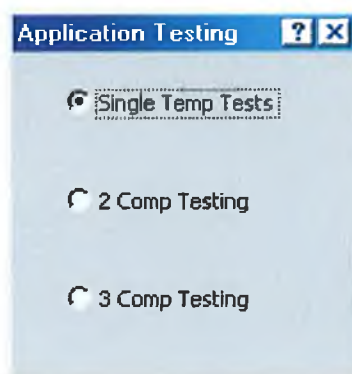 Application Testing
Single Temp Tests
2 Comp Testing
3 Comp Testing